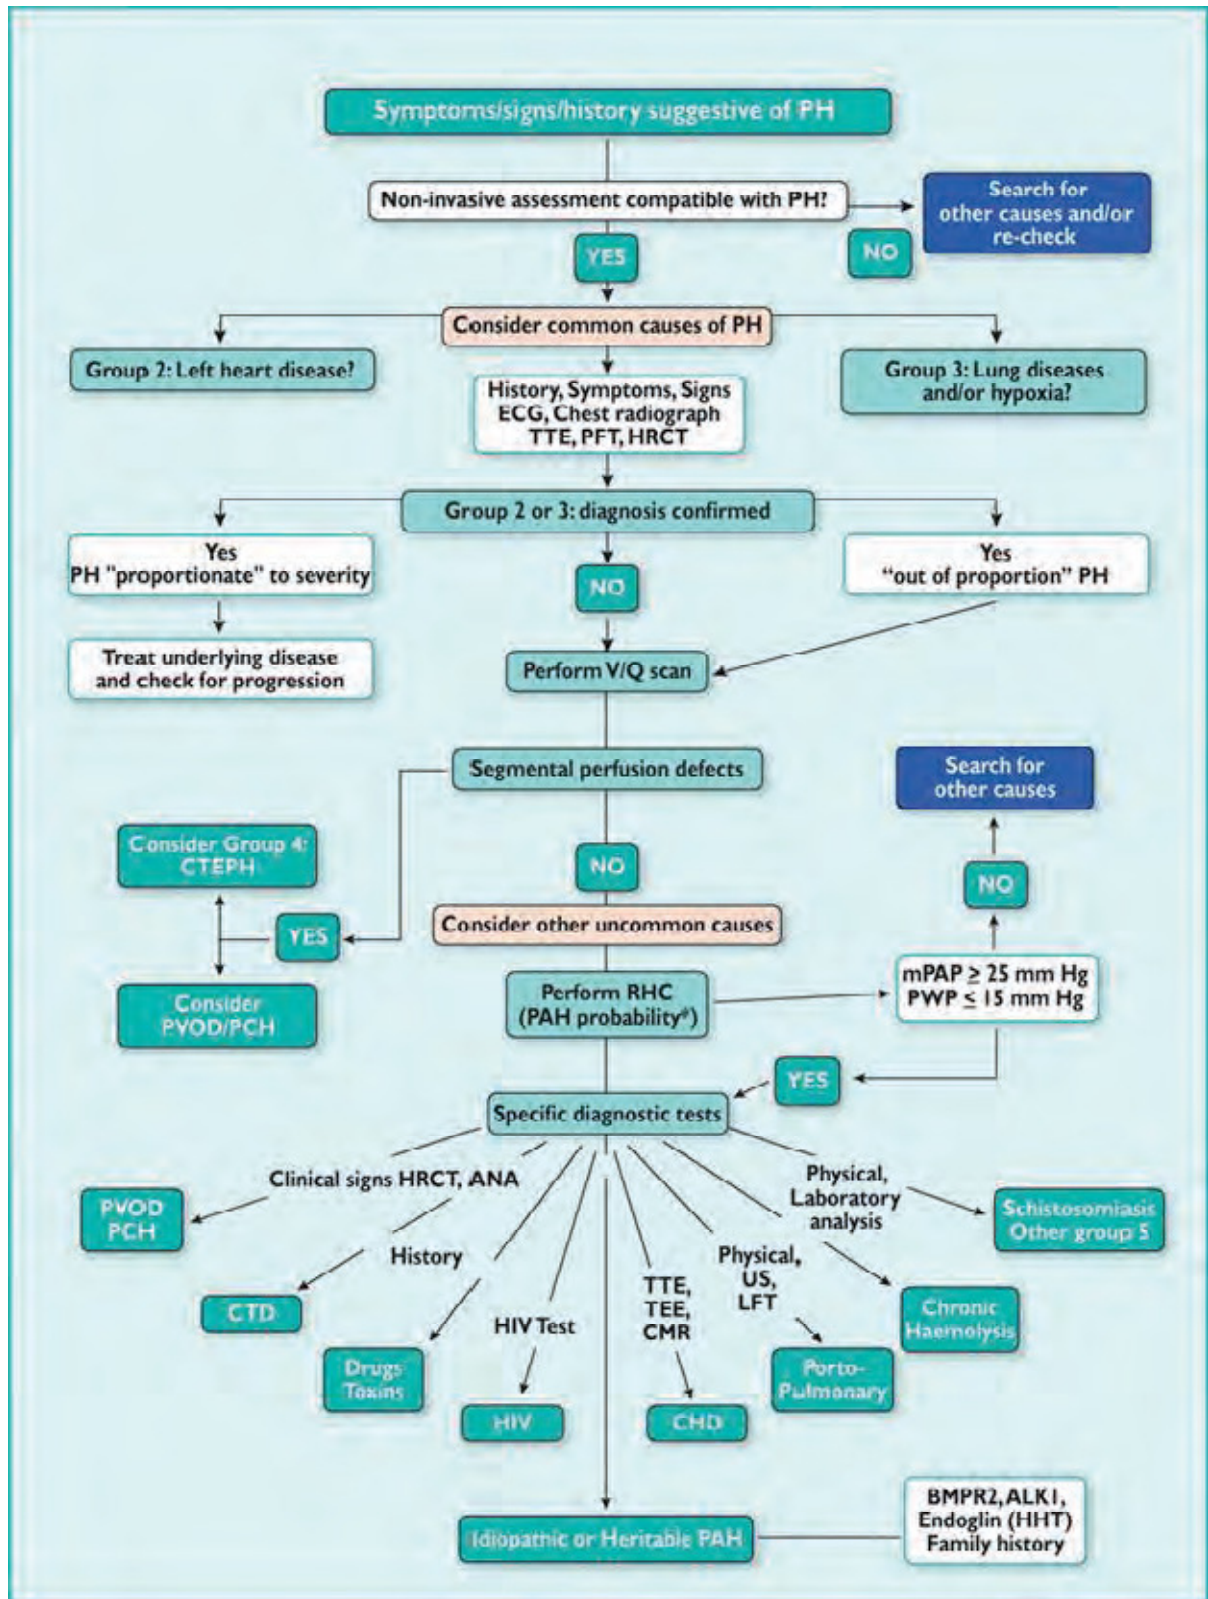 Symptoms/signs/history suggestive of PH
Non-invasive assessment compatible with PH?
Search for
other causes and/or
re-check
YES
NO
Consider common causes of PH
Group 2: Left heart disease?
Group 3: Lung diseases
and/or hypoxia?
History, Symptoms, Signs
ECG, Chest radiograph
TTE, PFT, HRCT
Group 2 or 3: diagnosis confirmed
Yes
PH "proportionate" to severity
NO
Yes
“out of proportion” PH
Treat underlying disease
and check for progression
Perform V/Q scan
Segmental perfusion defects
Search for
other causes
Consider Group 4:
CTEPH
NO
NO
YES
Consider other uncommon causes
Consider
PVOD/PCH
Perform RHC
(PAH probability*)
mPAP ≥ 25 mm Hg
PWP ≤ 15 mm Hg
YES
Specific diagnostic tests
Clinical signs HRCT, ANA
Physical,
Laboratory
analysis
PVOD
PCH
Schistosomiasis
Other group 5
History
Physical,
US,
LFT
TTE,
TEE,
CMR
HIV Test
CTD
Chronic
Haemolysis
Drugs
Toxins
Porto-
Pulmonary
HIV
CHD
BMPR2, ALK1,
Endoglin (HHT)
Family history
Idiopathic or Heritable PAH